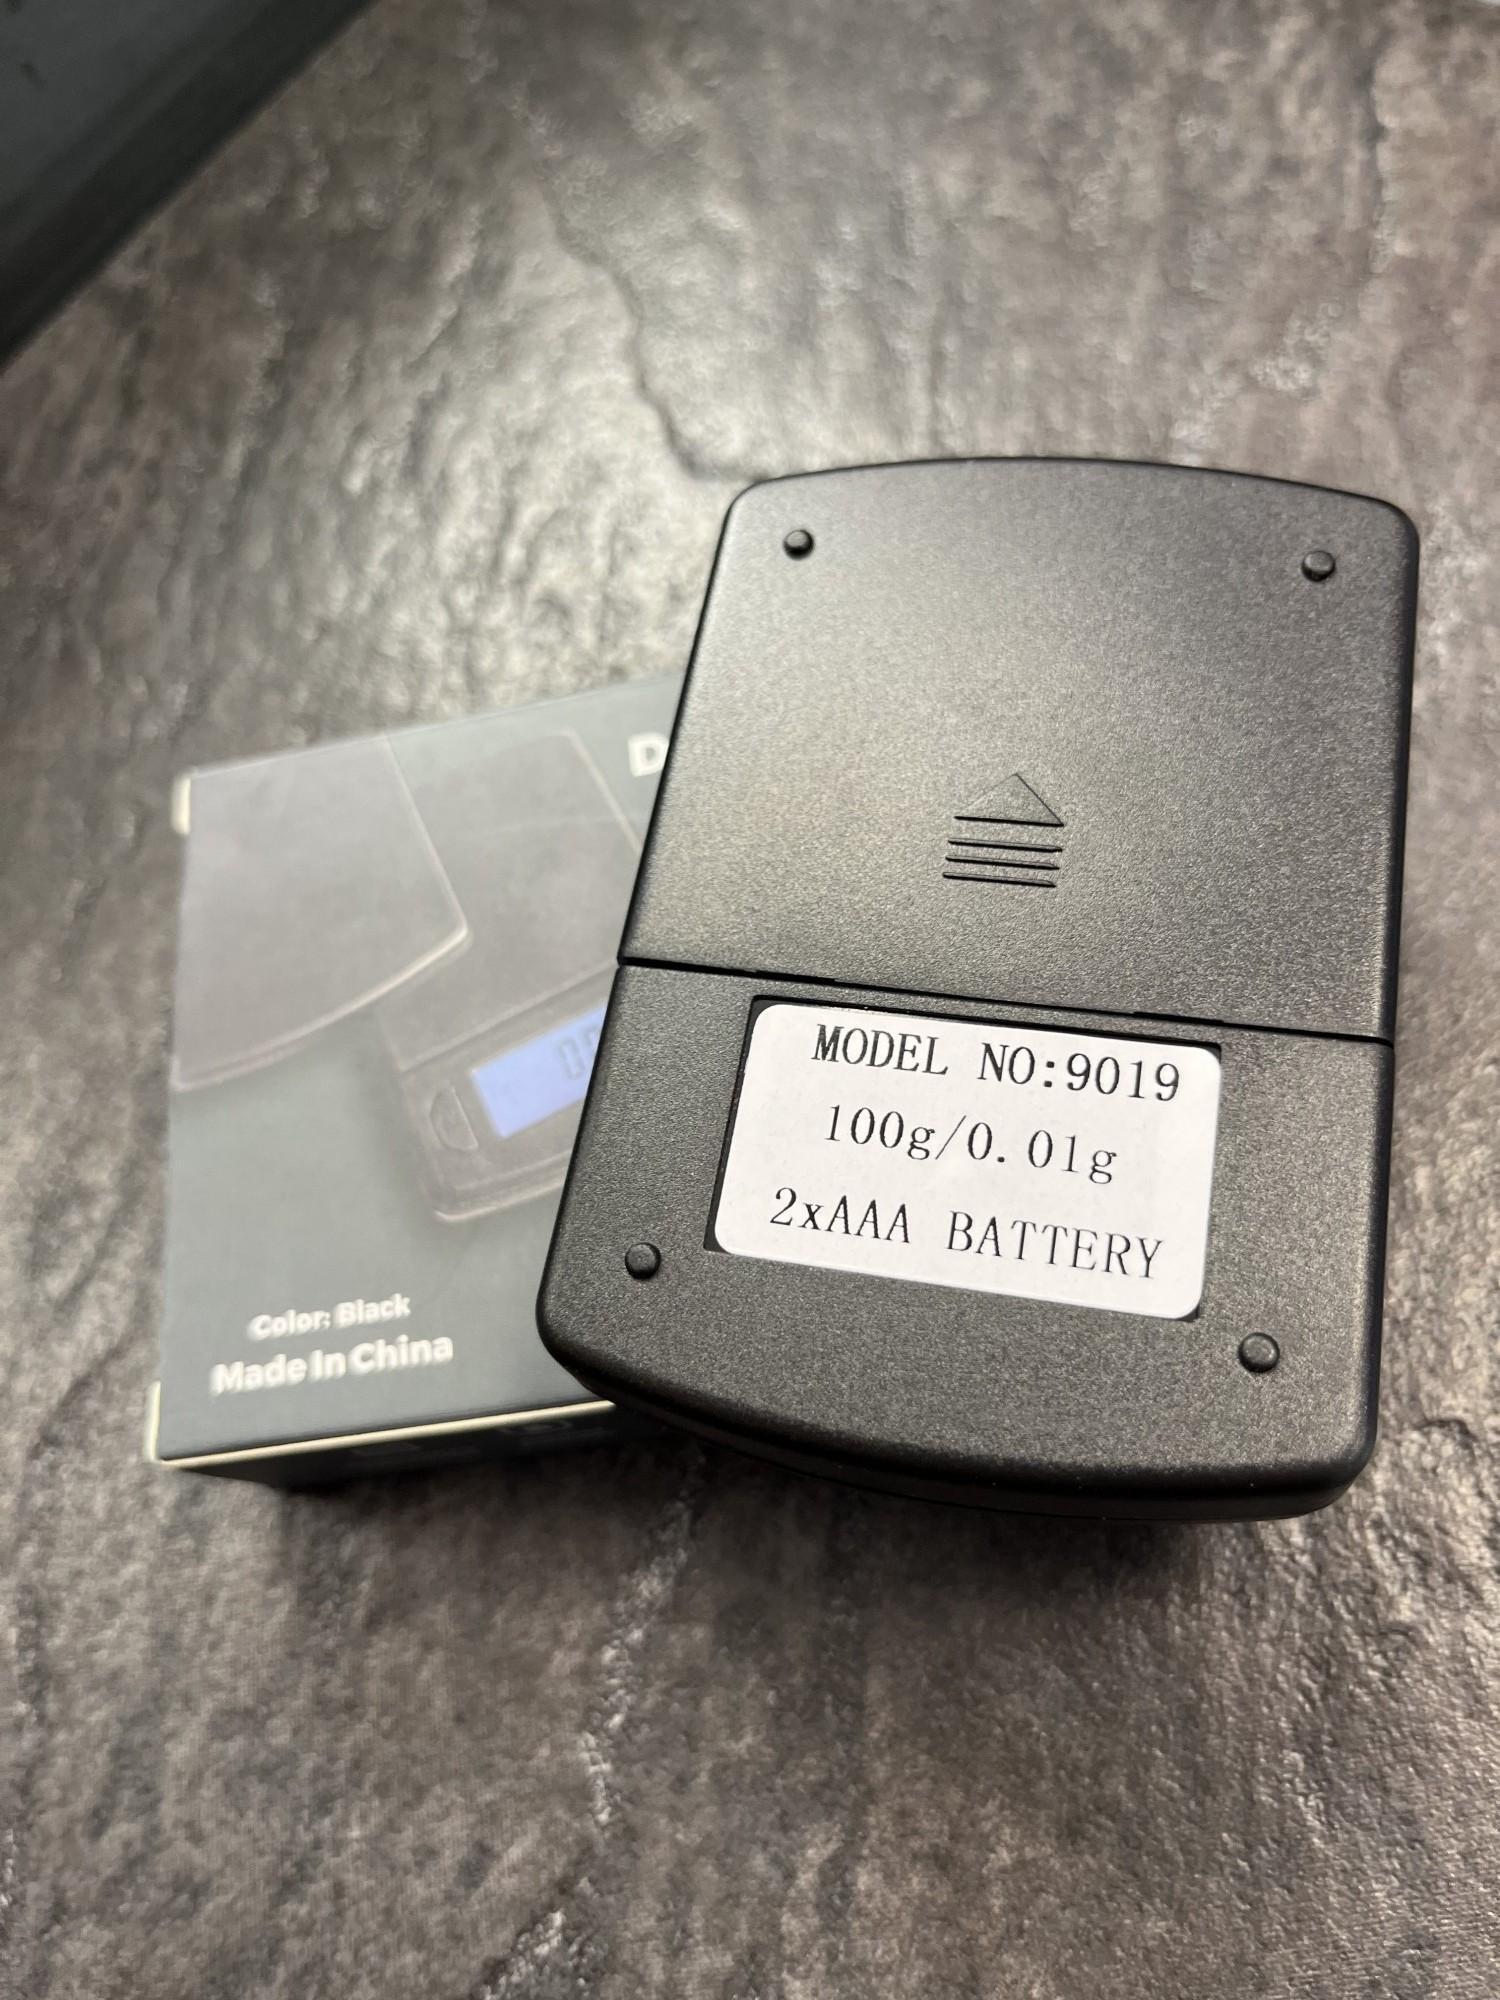 Color: Black
Made In China
MODEL NO:9019
100g/0.01g
2xAAA BATTERY